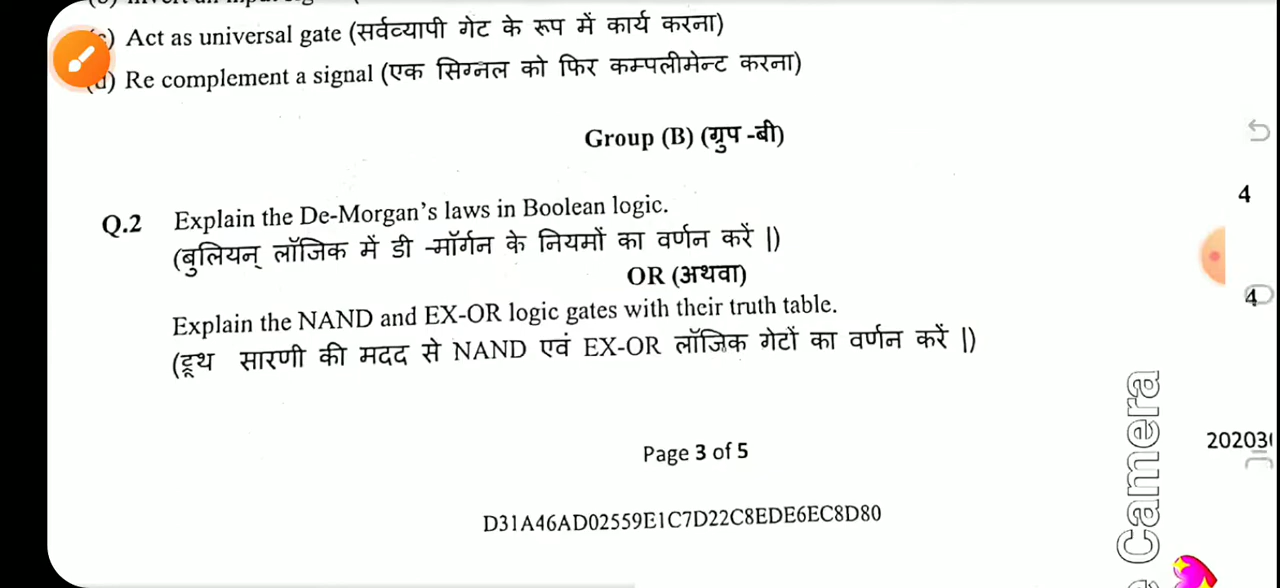 (c) Act as universal gate (सर्वव्यापी गेट के रूप में कार्य करना)
(d) Re complement a signal (एक सिग्नल को फिर कम्पलीमेन्ट करना)
Group (B) (ग्रुप -बी)
4
Q.2 Explain the De-Morgan's laws in Boolean logic.
(बुलियन् लॉजिक में डी -मॉर्गन के नियमों का वर्णन करें |)
OR (अथवा)
4
Explain the NAND and EX-OR logic gates with their truth table.
(ट्रूथ सारणी की मदद से NAND एवं EX-OR लॉजिक गेटों का वर्णन करें |)
Page 3 of 5
20203
D31A46AD02559E1C7D22C8EDE6EC8D80
Camera